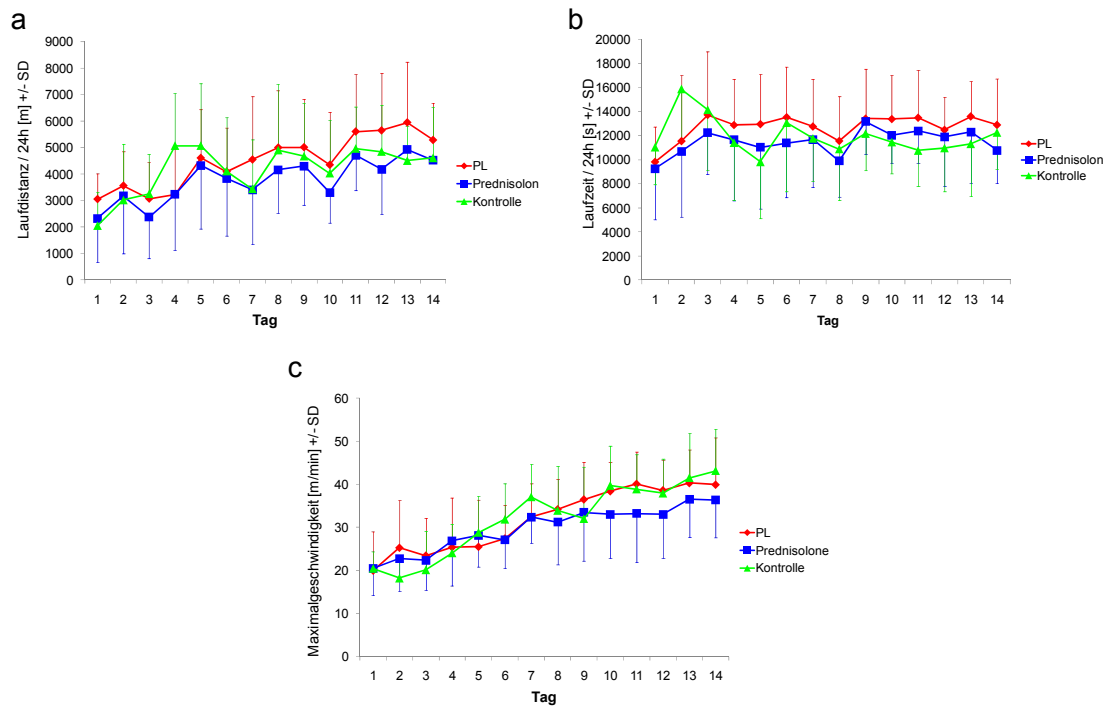 a
Laufdistanz / 24h [m] +/- SD
9000
8000
7000
6000
5000
4000
3000
2000
1000
0
1 2 3 4 5 6 7 8 9 10 11 12 13 14
Tag
PL
Prednisolon
Kontrolle
b
Laufzeit / 24h [s] +/- SD
20000
18000
16000
14000
12000
10000
8000
6000
4000
2000
0
1 2 3 4 5 6 7 8 9 10 11 12 13 14
Tag
PL
Prednisolon
Kontrolle
c
Maximalgeschwindigkeit [m/min] +/- SD
60
50
40
30
20
10
0
1 2 3 4 5 6 7 8 9 10 11 12 13 14
Tag
PL
Prednisolone
Kontrolle